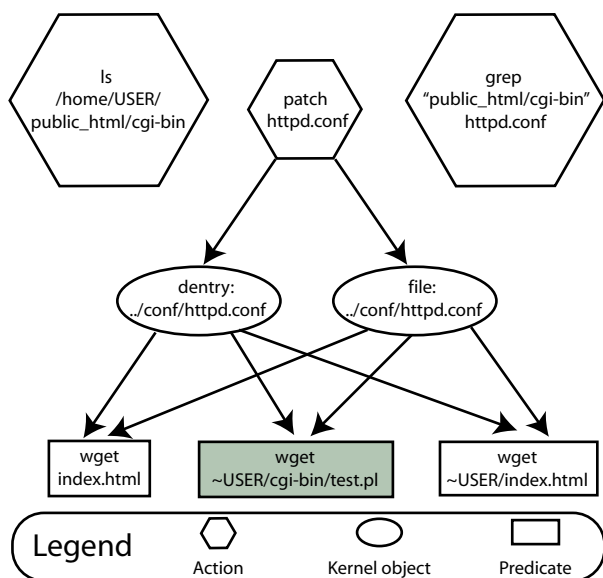 ls
/home/USER/
public_html/cgi-bin
patch
httpd.conf
grep
“public_html/cgi-bin”
httpd.conf
dentry:
../conf/httpd.conf
file:
../conf/httpd.conf
wget
index.html
wget
~USER/cgi-bin/test.pl
wget
~USER/index.html
Legend
Action
Kernel object
Predicate